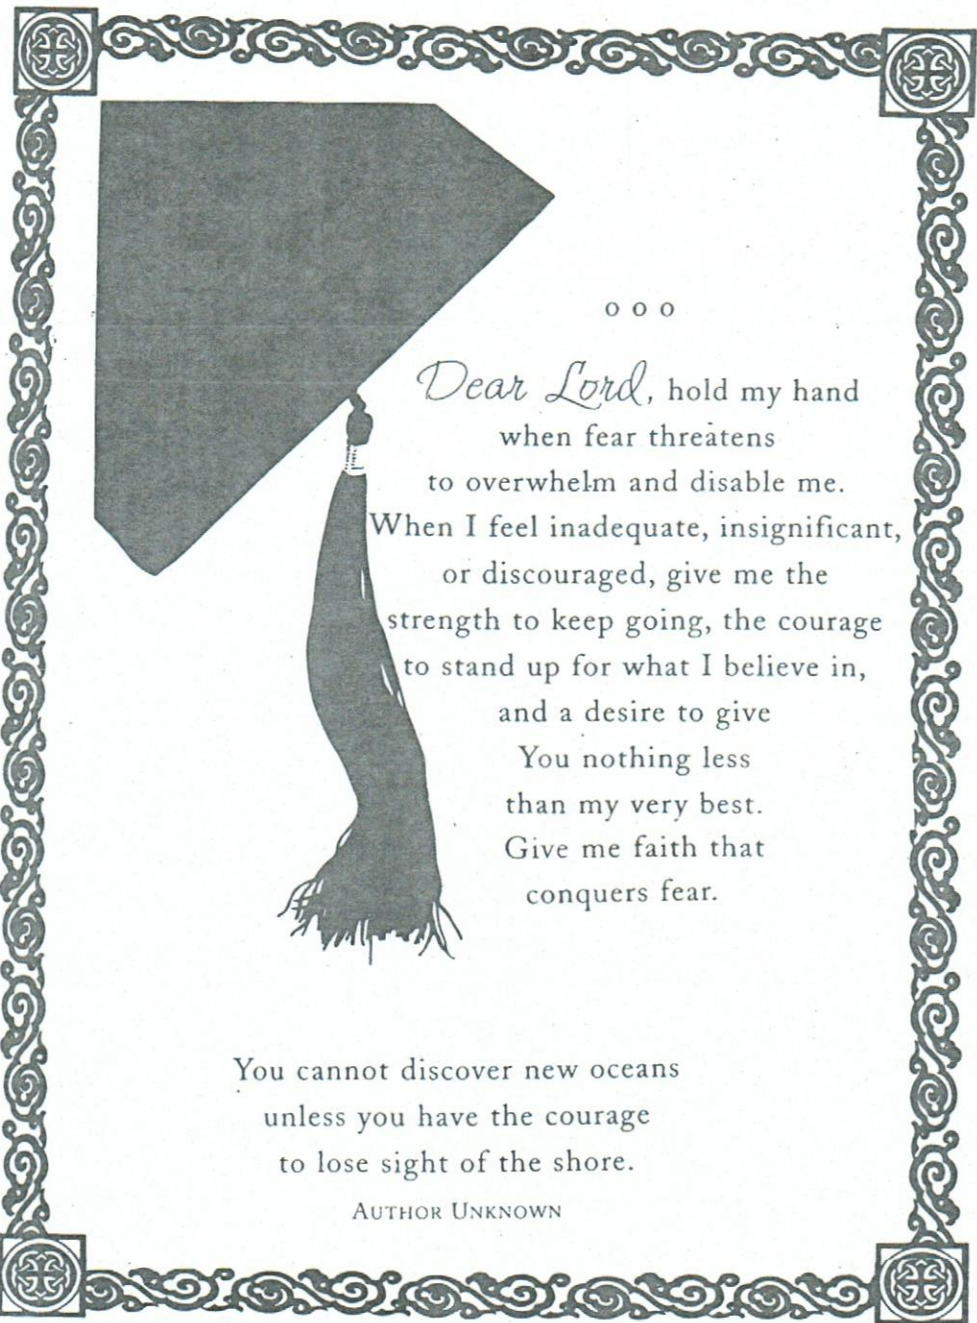 o o o
Dear Lord, hold my hand
when fear threatens
to overwhelm and disable me.
When I feel inadequate, insignificant,
or discouraged, give me the
strength to keep going, the courage
to stand up for what I believe in,
and a desire to give
You nothing less
than my very best.
Give me faith that
conquers fear.
You cannot discover new oceans
unless you have the courage
to lose sight of the shore.
AUTHOR UNKNOWN